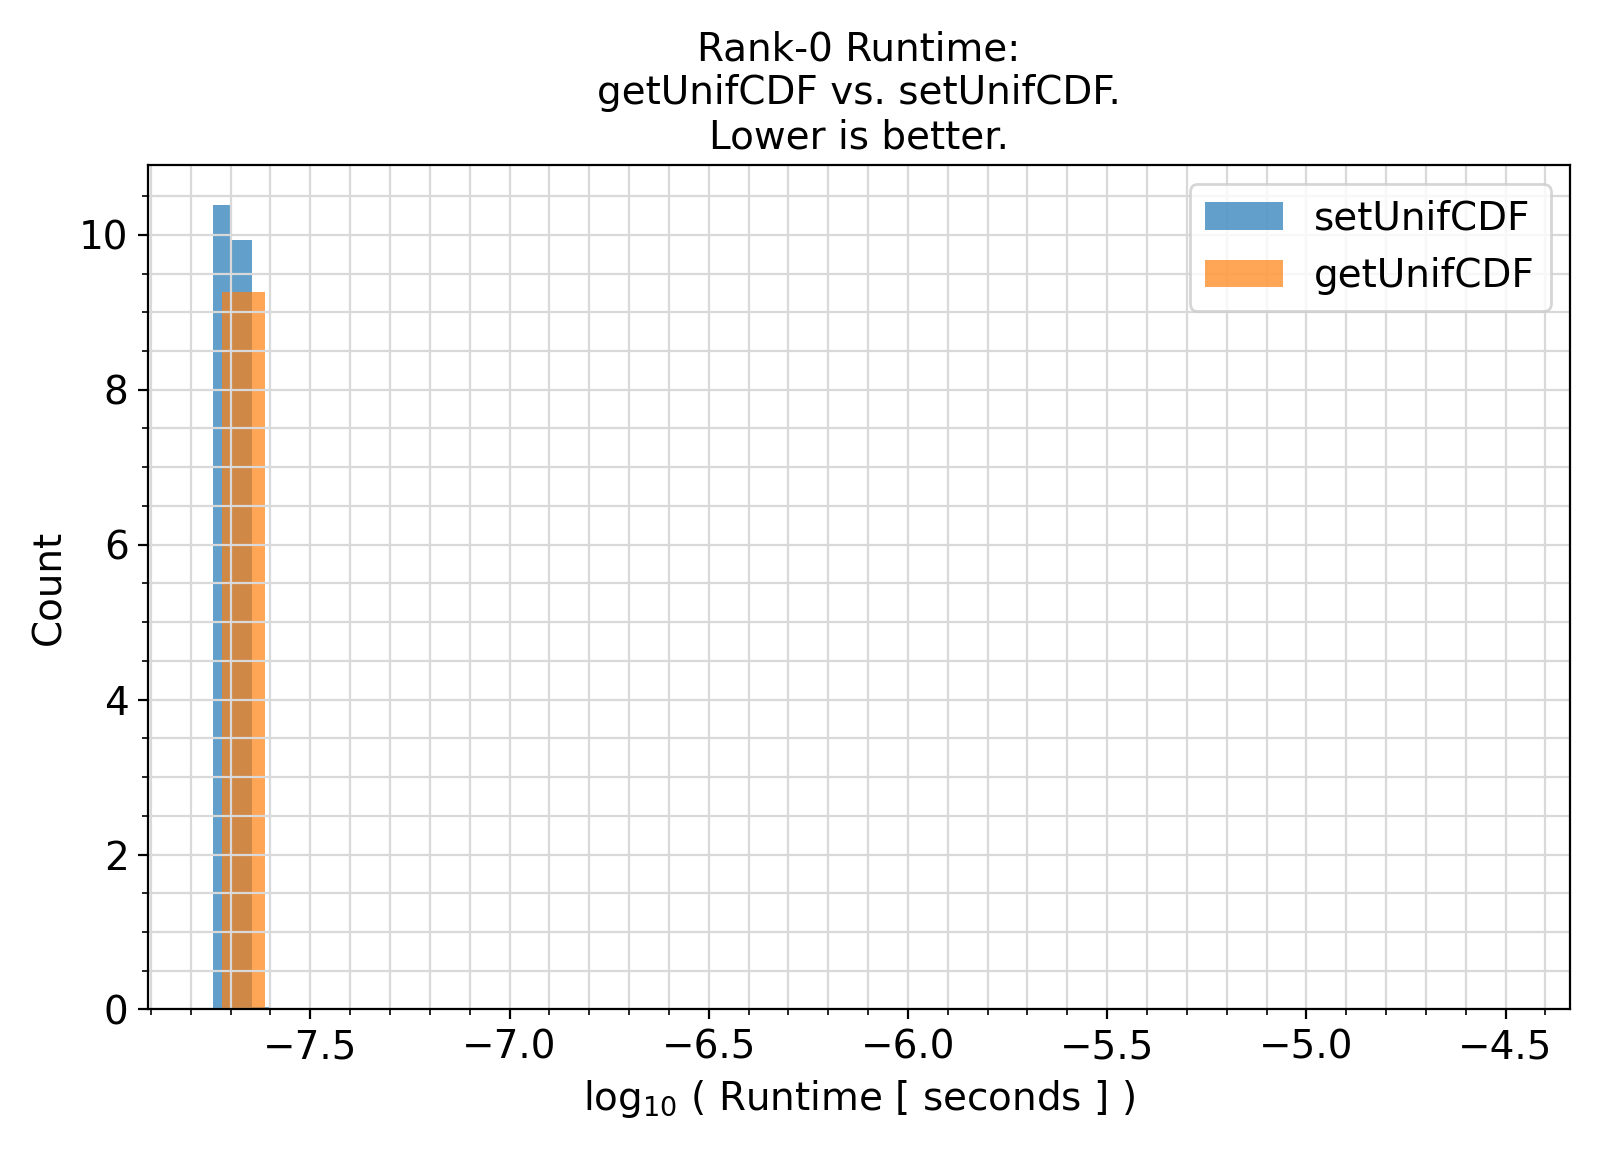 Rank-0 Runtime:
getUnifCDF vs. setUnifCDF.
Lower is better.
setUnifCDF
getUnifCDF
10
8
6
4
2
0
Count
−7.5 −7.0 −6.5 −6.0 −5.5 −5.0 −4.5
log10 ( Runtime [ seconds ] )